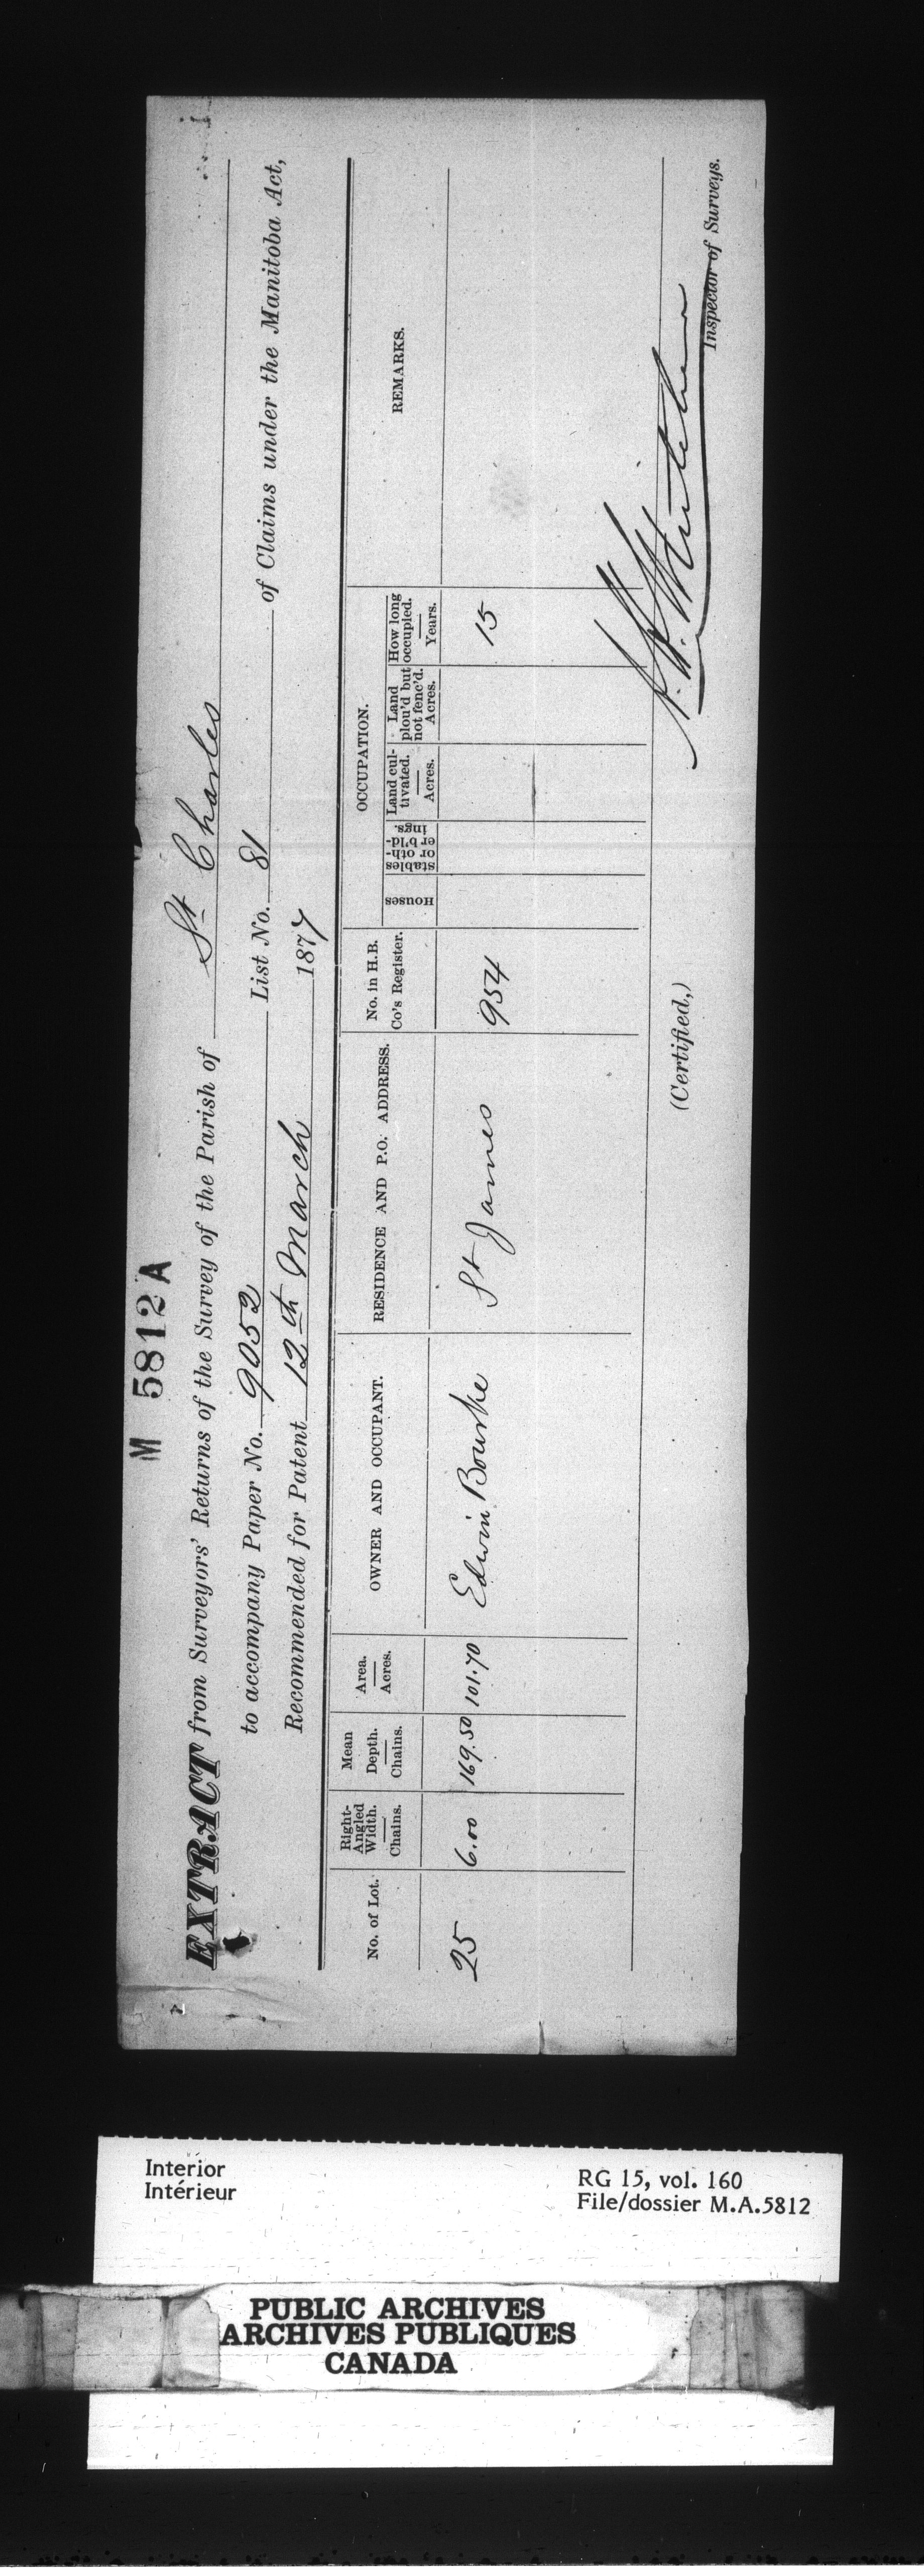 M 5812 A
EXTRACT from Surveyors' Returns of the Survey of the Parish of St Charles
to accompany Paper No. 9052 List No. 81 of Claims under the Manitoba Act,
Recommended for Patent 12th March 1877
No. of Lot. Right-Angled Width. Chains. Mean Depth. Chains. Area. Acres. OWNER AND OCCUPANT. RESIDENCE AND P.O. ADDRESS. No. in H.B. Co's Register. OCCUPATION. Houses stables or oth-er b'ld-ings. Land cul-tivated. Acres. Land plou'd but not fenc'd. Acres. How long occupied. Years. REMARKS.
25 6.00 169.50 101.70 Edwin Bourke St James 954 15
(Certified,)
Inspector of Surveys.
Interior
Intérieur
RG 15, vol. 160
File/dossier M.A.5812
PUBLIC ARCHIVES
ARCHIVES PUBLIQUES
CANADA